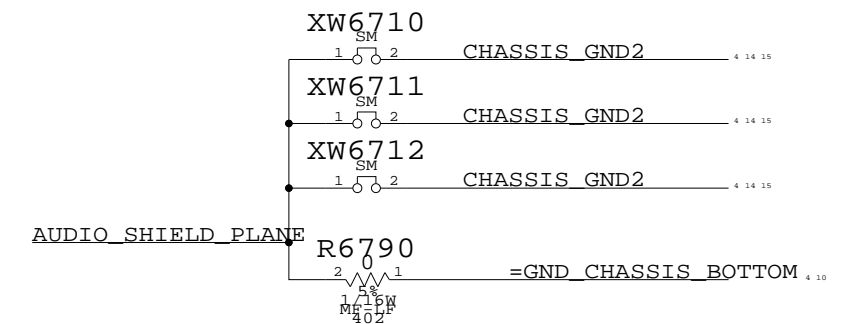 XW6710
SM
1 2 CHASSIS_GND2 4 14 15
XW6711
SM
1 2 CHASSIS_GND2 4 14 15
XW6712
SM
1 2 CHASSIS_GND2 4 14 15
AUDIO_SHIELD_PLANE
R6790
0
2 1 =GND_CHASSIS_BOTTOM 4 10
5%
1/16W
MF-LF
402